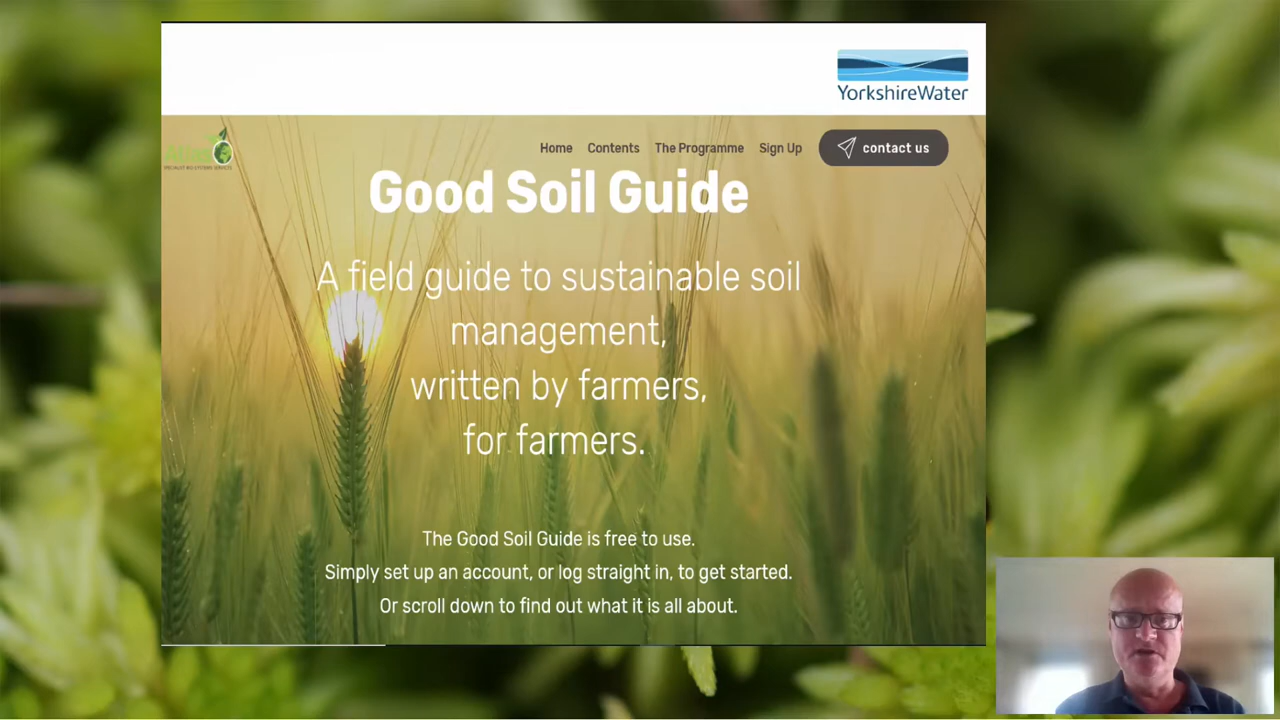 YorkshireWater
Home Contents The Programme Sign Up contact us
Good Soil Guide
A field guide to sustainable soil
management,
written by farmers,
for farmers.
The Good Soil Guide is free to use.
Simply set up an account, or log straight in, to get started.
Or scroll down to find out what it is all about.